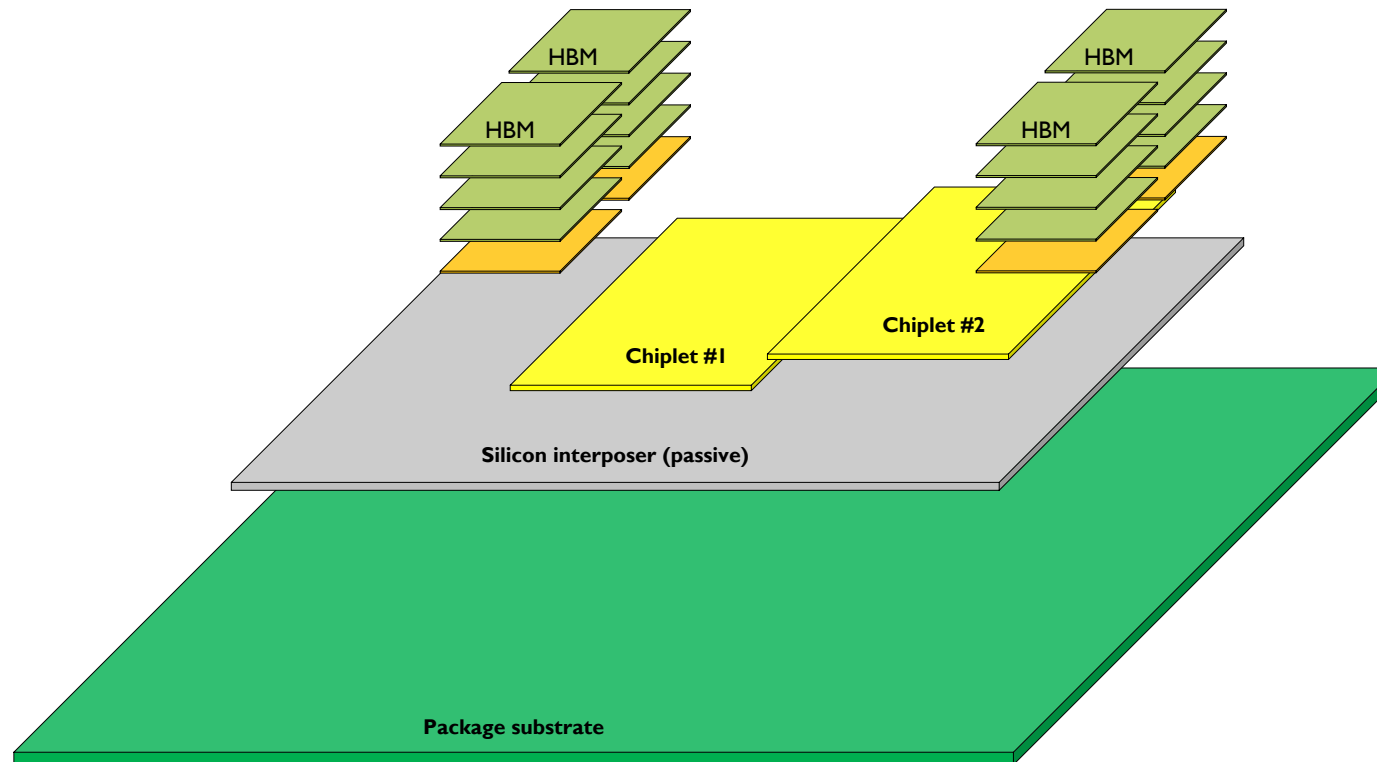 HBM
HBM
HBM
HBM
Chiplet #2
Chiplet #1
Silicon interposer (passive)
Package substrate